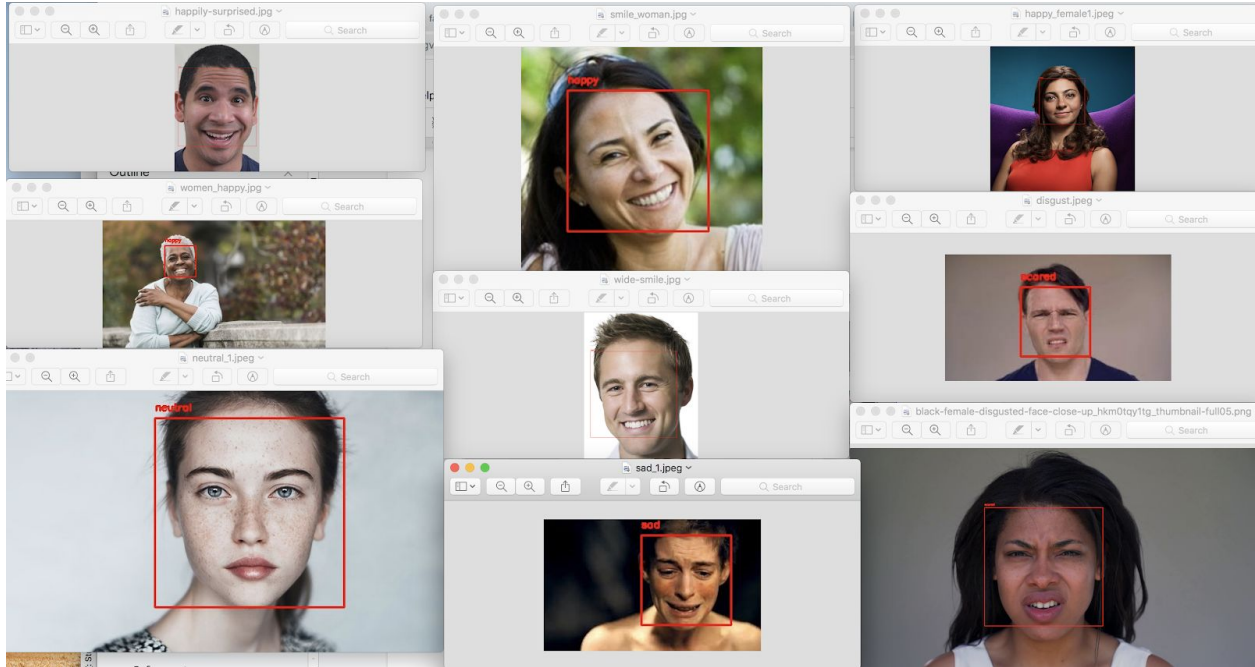 happily-surprised.jpg
Search
smile_woman.jpg
Search
happy
happy_female1.jpeg
Search
Outline
women_happy.jpg
Search
happy
disgust.jpeg
Search
scared
wide-smile.jpg
Search
neutral_1.jpeg
Search
neutral
black-female-disgusted-face-close-up_hkm0tqy1tg_thumbnail-full05.png
Search
sad_1.jpeg
Search
sad